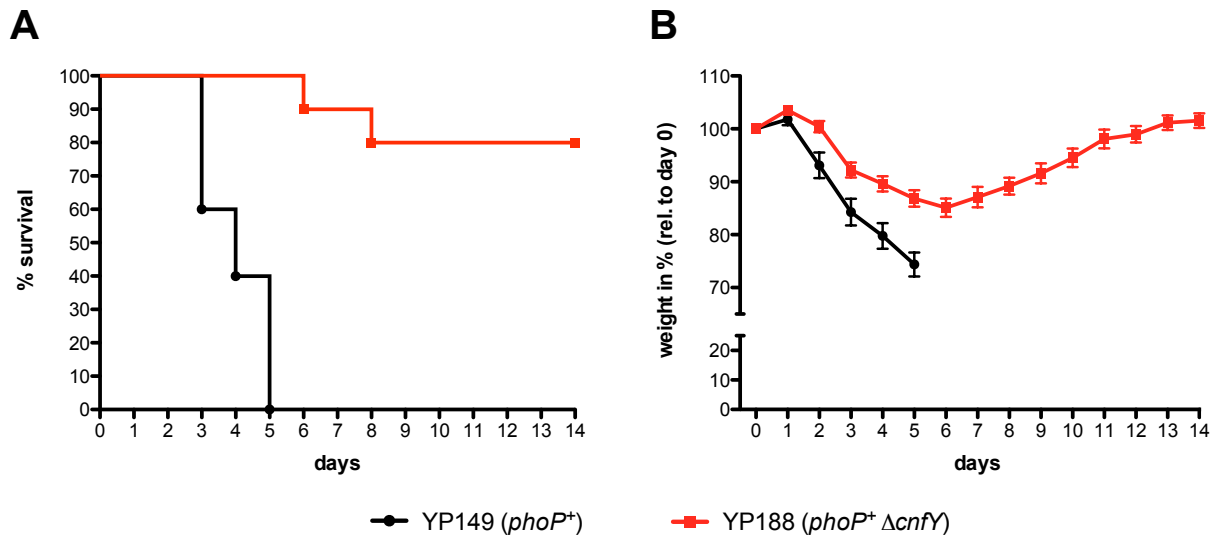 A
B
% survival
100
90
80
70
60
50
40
30
20
10
0
0 1 2 3 4 5 6 7 8 9 10 11 12 13 14
days
weight in % (rel. to day 0)
110
100
90
80
70
20
10
0
0 1 2 3 4 5 6 7 8 9 10 11 12 13 14
days
YP149 (phoP+)
YP188 (phoP+ ΔcnfY)